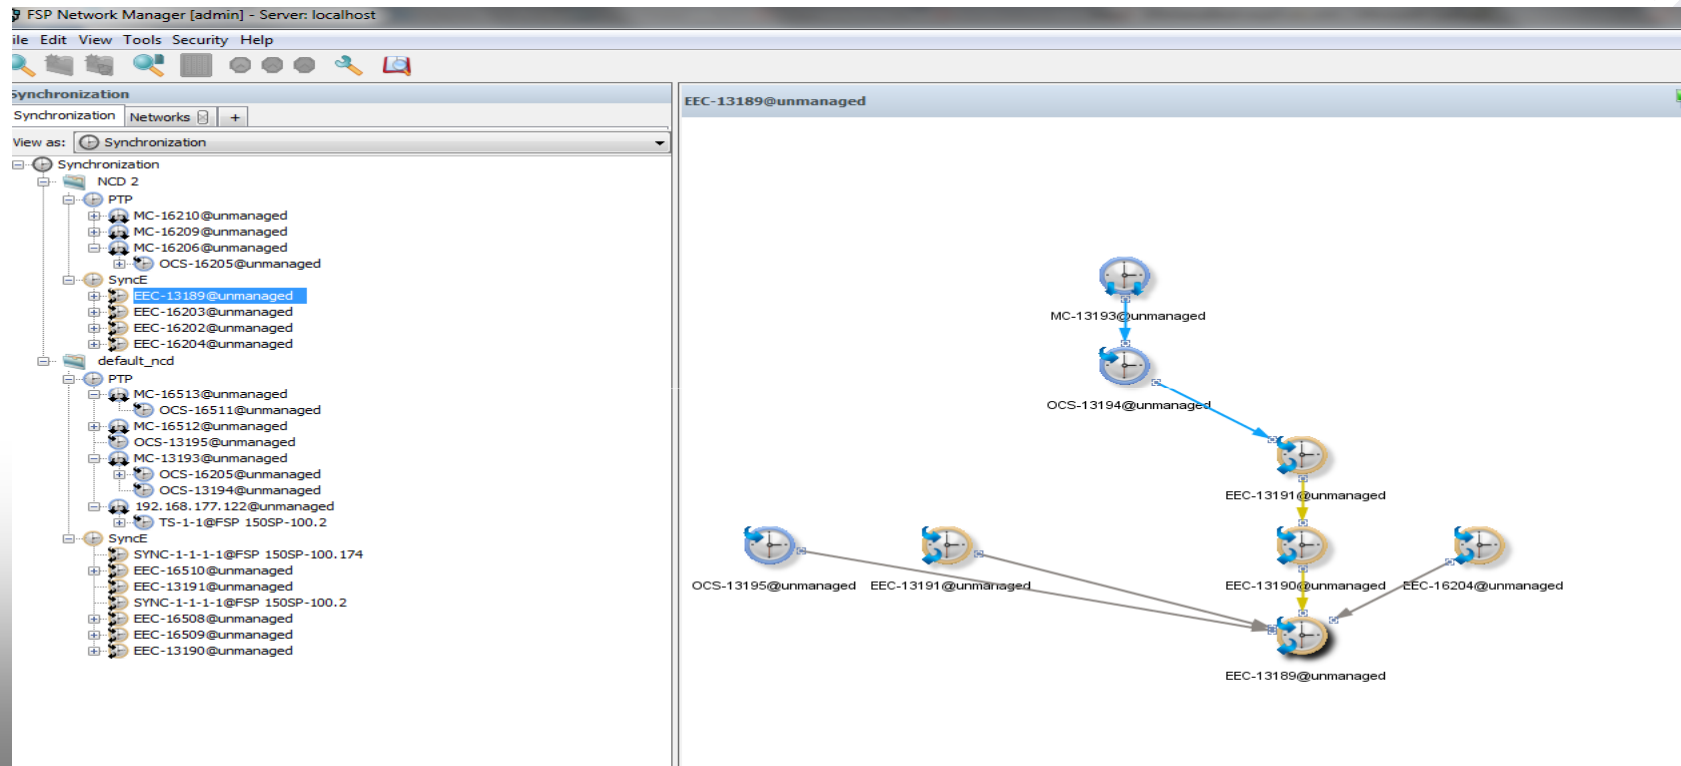 FSP Network Manager [admin] - Server: localhost
ile Edit View Tools Security Help
Synchronization
Synchronization Networks +
View as: Synchronization
Synchronization
NCD 2
PTP
MC-16210@unmanaged
MC-16209@unmanaged
MC-16206@unmanaged
OCS-16205@unmanaged
SyncE
EEC-13189@unmanaged
EEC-16203@unmanaged
EEC-16202@unmanaged
EEC-16204@unmanaged
default_ncd
PTP
MC-16513@unmanaged
OCS-16511@unmanaged
MC-16512@unmanaged
OCS-13195@unmanaged
MC-13193@unmanaged
OCS-16205@unmanaged
OCS-13194@unmanaged
192.168.177.122@unmanaged
TS-1-1@FSP 150SP-100.2
SyncE
SYNC-1-1-1-1@FSP 150SP-100.174
EEC-16510@unmanaged
EEC-13191@unmanaged
SYNC-1-1-1-1@FSP 150SP-100.2
EEC-16508@unmanaged
EEC-16509@unmanaged
EEC-13190@unmanaged
EEC-13189@unmanaged
MC-13193@unmanaged
OCS-13194@unmanaged
EEC-13191@unmanaged
OCS-13195@unmanaged EEC-13191@unmanaged EEC-13190@unmanaged EEC-16204@unmanaged
EEC-13189@unmanaged